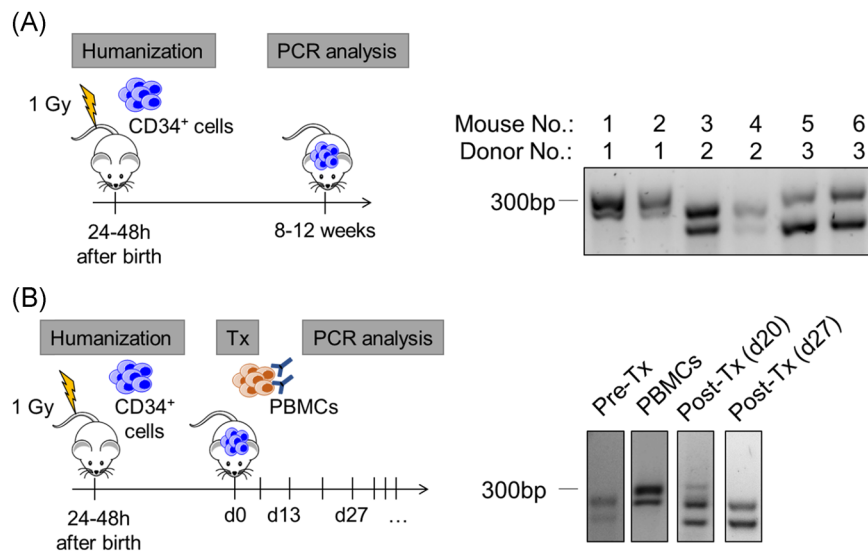 (A)
Humanization PCR analysis
1 Gy
CD34+ cells
24-48h
after birth
8-12 weeks
Mouse No.: 1 2 3 4 5 6
Donor No.: 1 1 2 2 3 3
300bp
(B)
Humanization Tx PCR analysis
1 Gy
CD34+
cells
PBMCs
24-48h
after birth
d0 d13 d27 ...
Pre-Tx
PBMCs
Post-Tx (d20)
Post-Tx (d27)
300bp